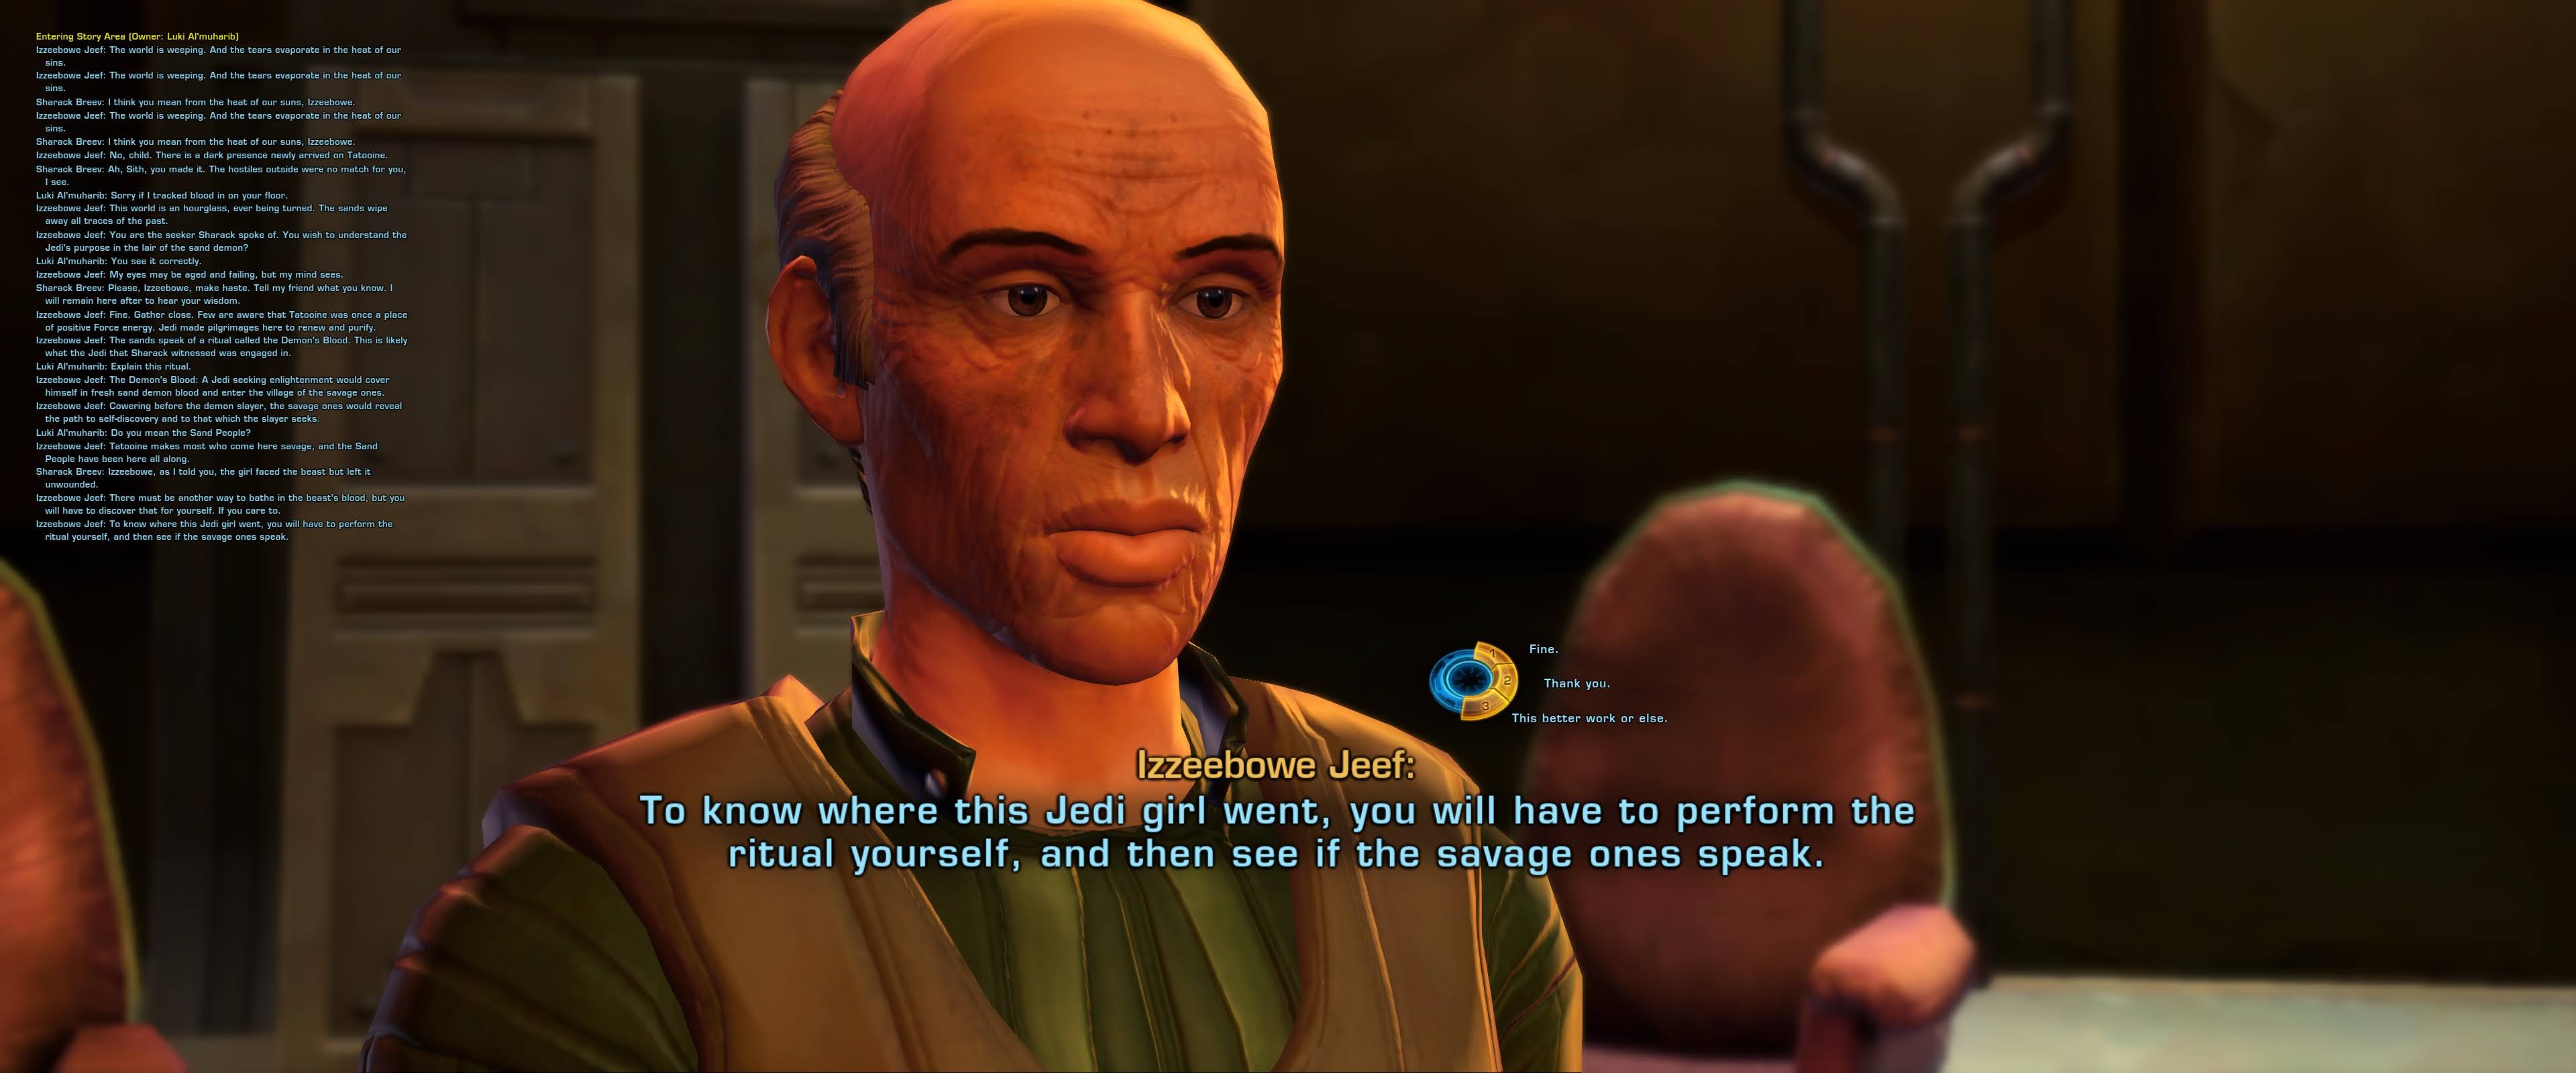 Entering Story Area (Owner: Luki Al'muharib)
Izzeebowe Jeef: The world is weeping. And the tears evaporate in the heat of our
sins.
Izzeebowe Jeef: The world is weeping. And the tears evaporate in the heat of our
sins.
Sharack Breev: I think you mean from the heat of our suns, Izzeebowe.
Izzeebowe Jeef: The world is weeping. And the tears evaporate in the heat of our
sins.
Sharack Breev: I think you mean from the heat of our suns, Izzeebowe.
Izzeebowe Jeef: No, child. There is a dark presence newly arrived on Tatooine.
Sharack Breev: Ah, Sith, you made it. The hostiles outside were no match for you,
I see.
Luki Al'muharib: Sorry if I tracked blood in on your floor.
Izzeebowe Jeef: This world is an hourglass, ever being turned. The sands wipe
away all traces of the past.
Izzeebowe Jeef: You are the seeker Sharack spoke of. You wish to understand the
Jedi's purpose in the lair of the sand demon?
Luki Al'muharib: You see it correctly.
Izzeebowe Jeef: My eyes may be aged and failing, but my mind sees.
Sharack Breev: Please, Izzeebowe, make haste. Tell my friend what you know. I
will remain here after to hear your wisdom.
Izzeebowe Jeef: Fine. Gather close. Few are aware that Tatooine was once a place
of positive Force energy. Jedi made pilgrimages here to renew and purify.
Izzeebowe Jeef: The sands speak of a ritual called the Demon's Blood. This is likely
what the Jedi that Sharack witnessed was engaged in.
Luki Al'muharib: Explain this ritual.
Izzeebowe Jeef: The Demon's Blood: A Jedi seeking enlightenment would cover
himself in fresh sand demon blood and enter the village of the savage ones.
Izzeebowe Jeef: Cowering before the demon slayer, the savage ones would reveal
the path to self-discovery and to that which the slayer seeks.
Luki Al'muharib: Do you mean the Sand People?
Izzeebowe Jeef: Tatooine makes most who come here savage, and the Sand
People have been here all along.
Sharack Breev: Izzeebowe, as I told you, the girl faced the beast but left it
unwounded.
Izzeebowe Jeef: There must be another way to bathe in the beast's blood, but you
will have to discover that for yourself. If you care to.
Izzeebowe Jeef: To know where this Jedi girl went, you will have to perform the
ritual yourself, and then see if the savage ones speak.
1
Fine.
2
Thank you.
3
This better work or else.
Izzeebowe Jeef:
To know where this Jedi girl went, you will have to perform the
ritual yourself, and then see if the savage ones speak.